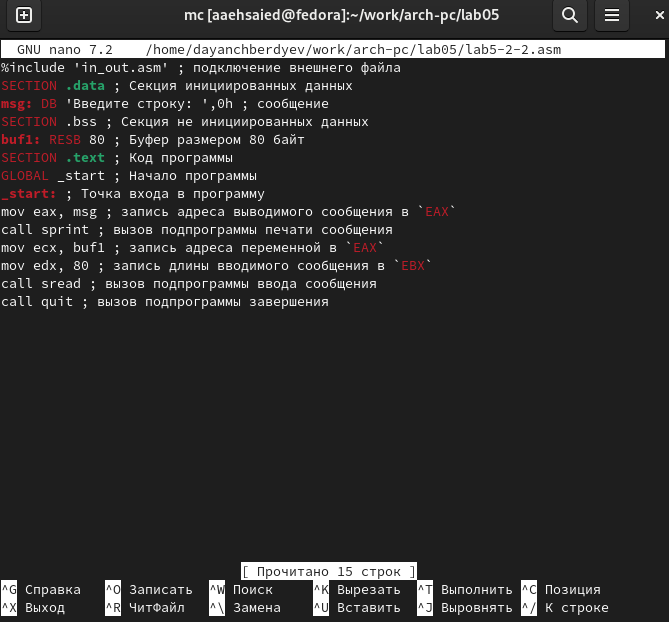 mc [aaehsaied@fedora]:~/work/arch-pc/lab05
GNU nano 7.2 /home/dayanchberdyev/work/arch-pc/lab05/lab5-2-2.asm
%include 'in_out.asm' ; подключение внешнего файла
SECTION .data ; Секция инициированных данных
msg: DB 'Введите строку: ',0h ; сообщение
SECTION .bss ; Секция не инициированных данных
buf1: RESB 80 ; Буфер размером 80 байт
SECTION .text ; Код программы
GLOBAL _start ; Начало программы
_start: ; Точка входа в программу
mov eax, msg ; запись адреса выводимого сообщения в `EAX`
call sprint ; вызов подпрограммы печати сообщения
mov ecx, buf1 ; запись адреса переменной в `EAX`
mov edx, 80 ; запись длины вводимого сообщения в `EBX`
call sread ; вызов подпрограммы ввода сообщения
call quit ; вызов подпрограммы завершения
[ Прочитано 15 строк ]
^G Справка ^O Записать ^W Поиск ^K Вырезать ^T Выполнить ^C Позиция
^X Выход ^R ЧитФайл ^\ Замена ^U Вставить ^J Выровнять ^/ К строке